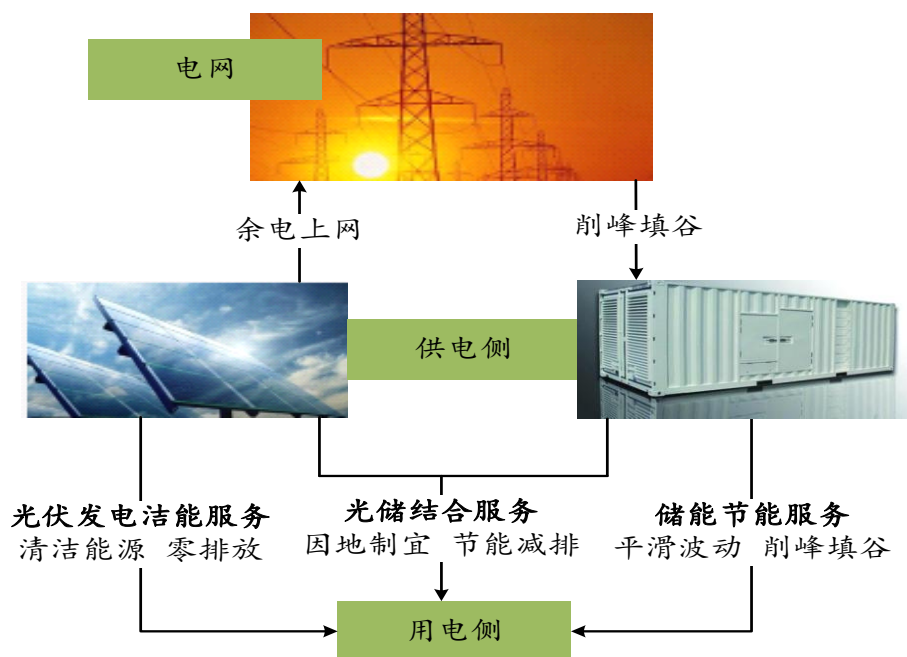 电网
余电上网
削峰填谷
供电侧
光伏发电洁能服务
清洁能源 零排放
光储结合服务
因地制宜 节能减排
储能节能服务
平滑波动 削峰填谷
用电侧